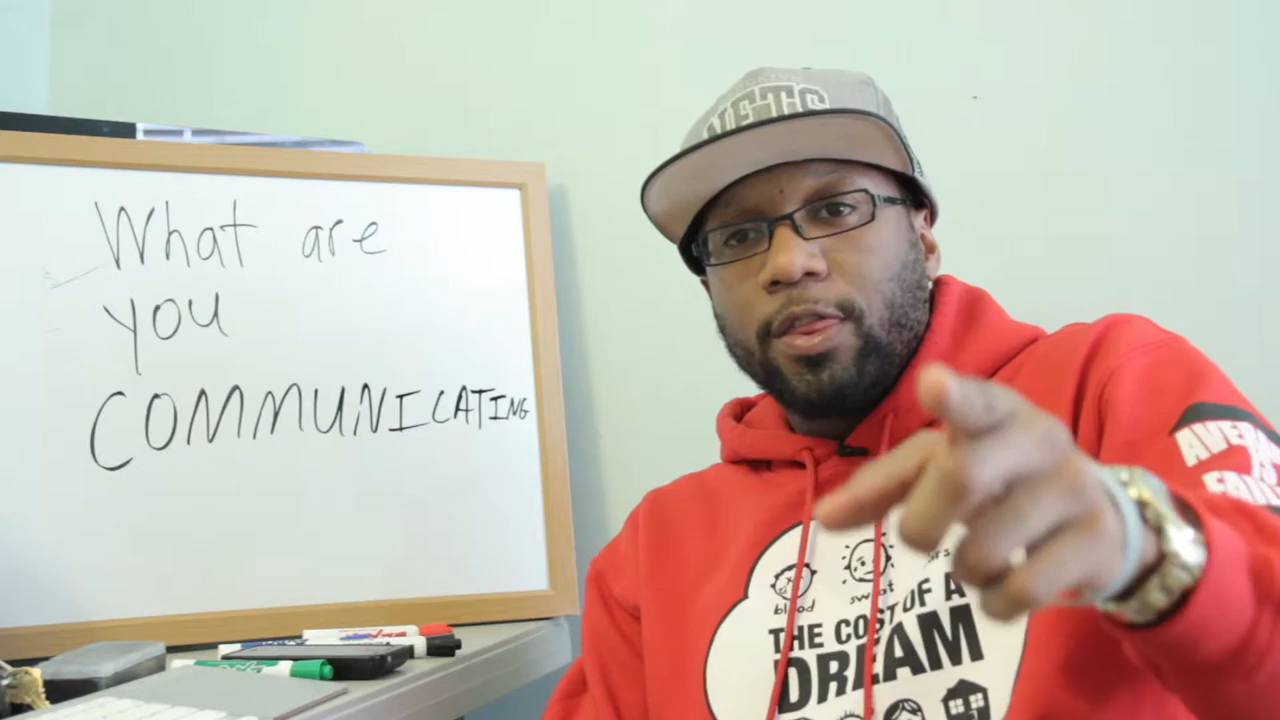 What are
you
COMMUNICATING
NETS
blood
sweat
THE COST OF A
DREAM